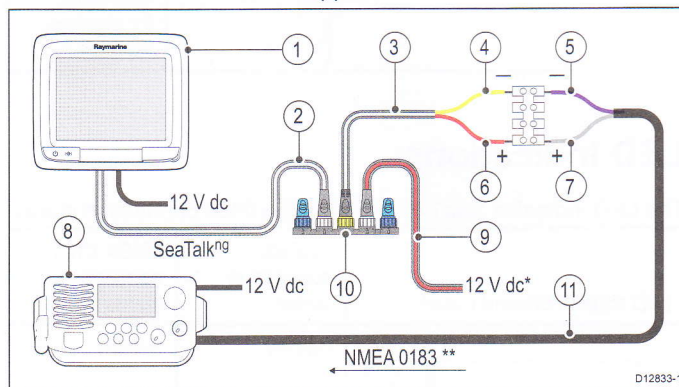 Raymarine
1
2
3
4
5
−
−
6
+
+
7
12 V dc
SeaTalkng
8
12 V dc
9
10
12 V dc*
11
NMEA 0183 **
D12833-1